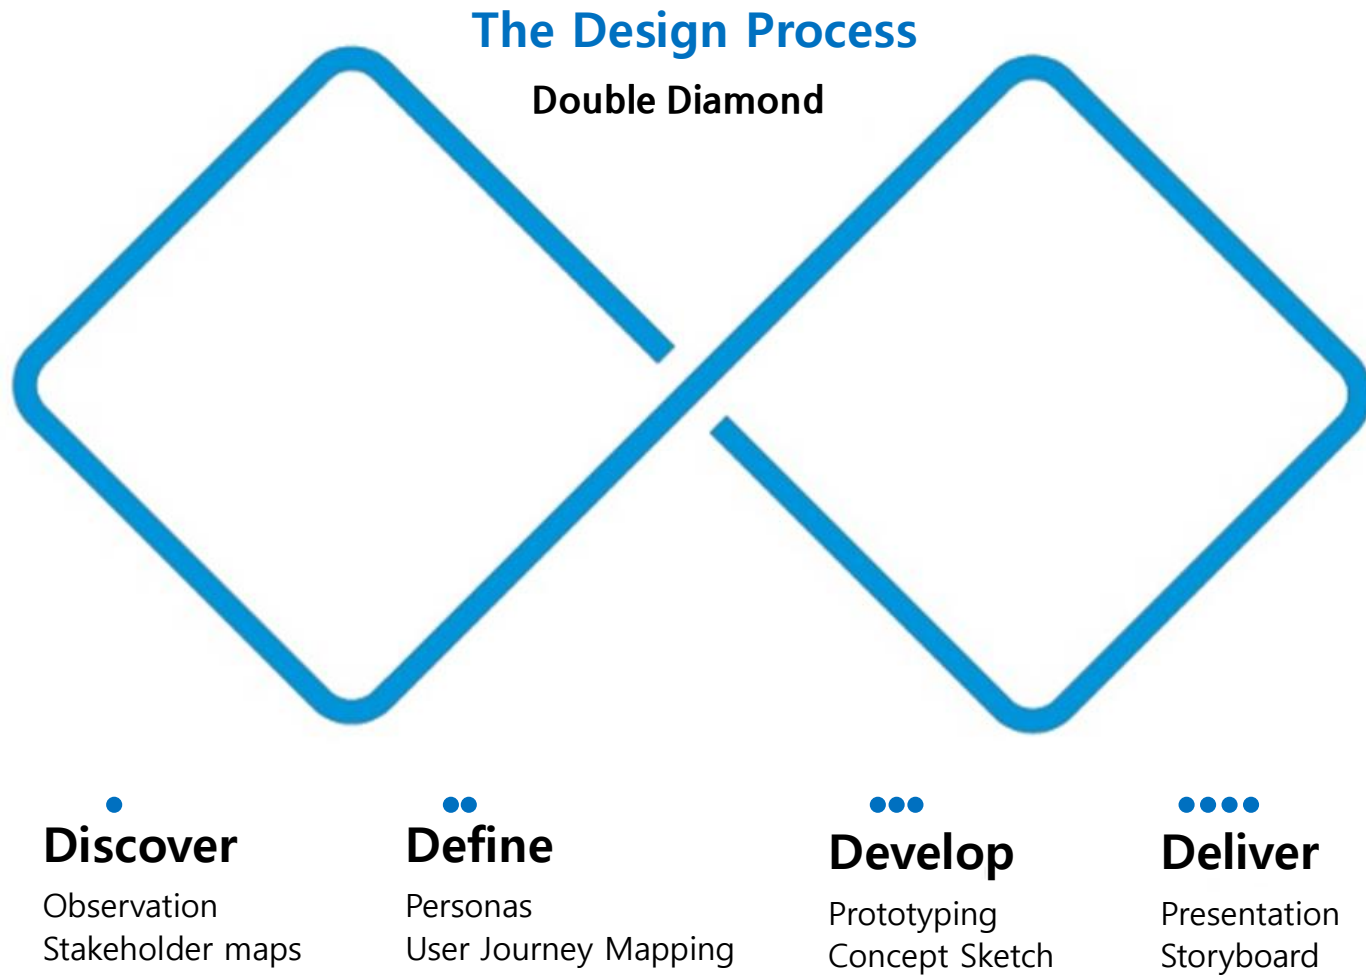 The Design Process
Double Diamond
Discover
Observation
Stakeholder maps
Define
Personas
User Journey Mapping
Develop
Prototyping
Concept Sketch
Deliver
Presentation
Storyboard